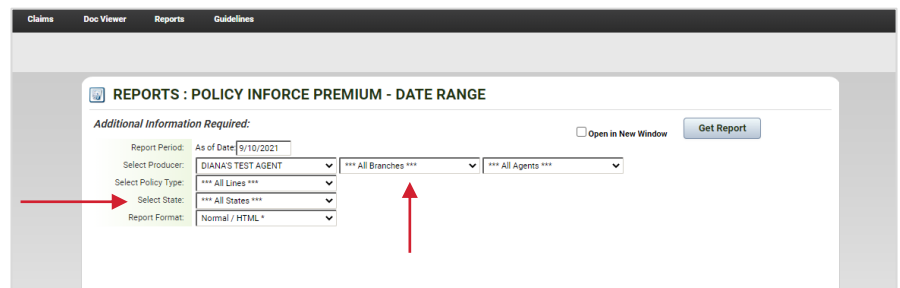 Claims Doc Viewer Reports Guidelines
REPORTS : POLICY INFORCE PREMIUM - DATE RANGE
Additional Information Required:
Open in New Window Get Report
Report Period: As of Date: 9/10/2021
Select Producer: DIANA'S TEST AGENT *** All Branches *** *** All Agents ***
Select Policy Type: *** All Lines ***
Select State: *** All States ***
Report Format: Normal / HTML *